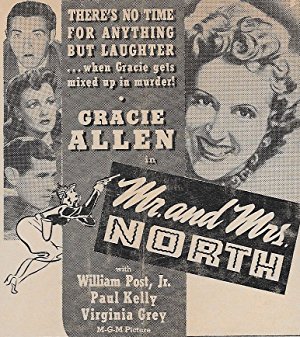 THERE'S NO TIME
FOR ANYTHING
BUT LAUGHTER
...when Gracie gets
mixed up in murder!
GRACIE
ALLEN
in
Mr. and Mrs.
NORTH
with
William Post, Jr.
Paul Kelly
Virginia Grey
M-G-M Picture